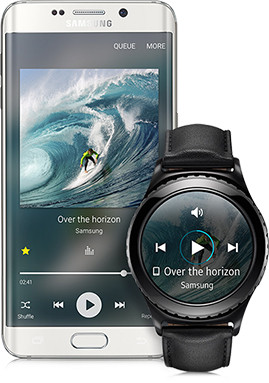 SAMSUNG
QUEUE MORE
Over the horizon
Samsung
02:41
Shuffle
Over the horizon
Samsung